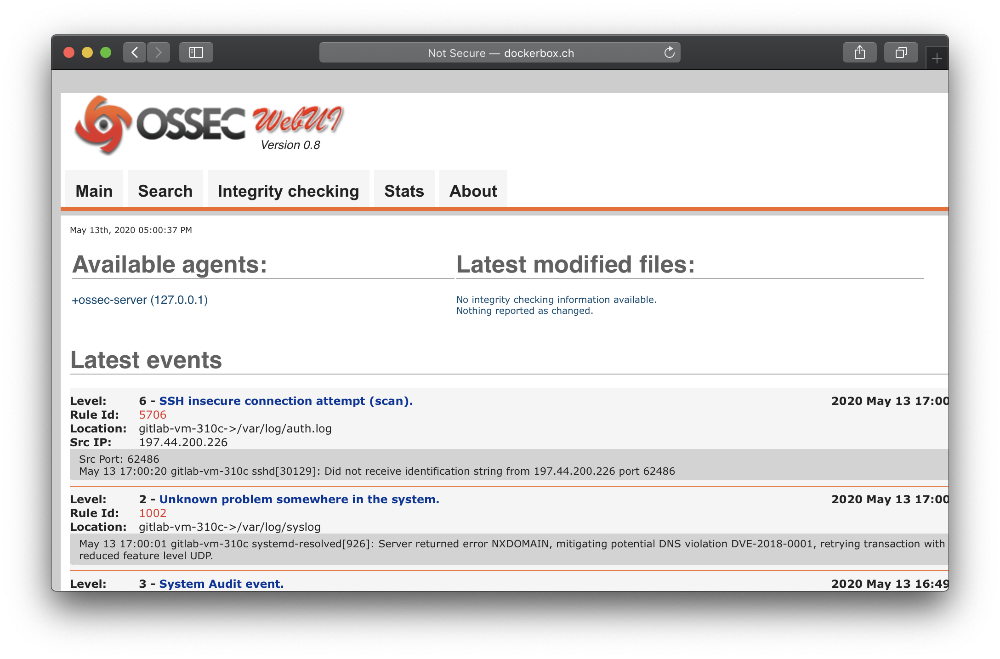 Not Secure — dockerbox.ch
OSSEC WebUI
Version 0.8
Main Search Integrity checking Stats About
May 13th, 2020 05:00:37 PM
Available agents: Latest modified files:
+ossec-server (127.0.0.1)
No integrity checking information available.
Nothing reported as changed.
Latest events
Level: 6 - SSH insecure connection attempt (scan). 2020 May 13 17:00
Rule Id: 5706
Location: gitlab-vm-310c->/var/log/auth.log
Src IP: 197.44.200.226
Src Port: 62486
May 13 17:00:20 gitlab-vm-310c sshd[30129]: Did not receive identification string from 197.44.200.226 port 62486
Level: 2 - Unknown problem somewhere in the system. 2020 May 13 17:00
Rule Id: 1002
Location: gitlab-vm-310c->/var/log/syslog
May 13 17:00:01 gitlab-vm-310c systemd-resolved[926]: Server returned error NXDOMAIN, mitigating potential DNS violation DVE-2018-0001, retrying transaction with
reduced feature level UDP.
Level: 3 - System Audit event. 2020 May 13 16:49